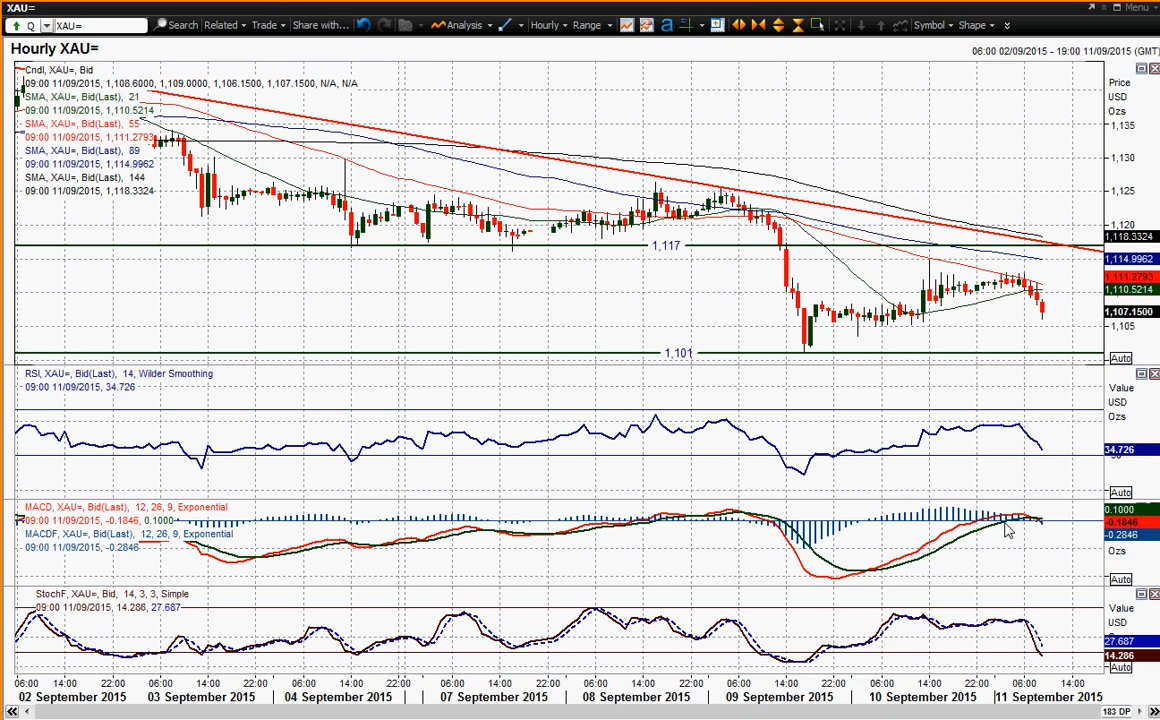 XAU=
Menu
Q XAU= Search Related Trade Share with... Analysis Hourly Range a Symbol Shape
Hourly XAU=
06:00 02/09/2015 - 19:00 11/09/2015 (GMT)
Cndl, XAU=, Bid
09:00 11/09/2015, 1,108.6000, 1,109.0000, 1,106.1500, 1,107.1500, N/A, N/A
SMA, XAU=, Bid(Last), 21
09:00 11/09/2015, 1,110.5214
SMA, XAU=, Bid(Last), 55
09:00 11/09/2015, 1,111.2793
SMA, XAU=, Bid(Last), 89
09:00 11/09/2015, 1,114.9962
SMA, XAU=, Bid(Last), 144
09:00 11/09/2015, 1,118.3324
Price
USD
Ozs
1,135
1,130
1,125
1,120
1,118.3324
1,117
1,114.9962
1,111.2793
1,110.5214
1,107.1500
1,105
1,101
Auto
RSI, XAU=, Bid(Last), 14, Wilder Smoothing
09:00 11/09/2015, 34.726
Value
USD
Ozs
34.726
Auto
MACD, XAU=, Bid(Last), 12, 26, 9, Exponential
09:00 11/09/2015, -0.1846, 0.1000
MACDF, XAU=, Bid(Last), 12, 26, 9, Exponential
09:00 11/09/2015, -0.2846
0.1000
-0.1846
-0.2846
Ozs
Auto
StochF, XAU=, Bid, 14, 3, 3, Simple
09:00 11/09/2015, 14.286, 27.687
Value
USD
Ozs
27.687
14.286
Auto
06:00 14:00 22:00 06:00 14:00 22:00 06:00 14:00 22:00 06:00 14:00 22:00 06:00 14:00 22:00 06:00 14:00 22:00 06:00 14:00 22:00 06:00 14:00
02 September 2015 03 September 2015 04 September 2015 07 September 2015 08 September 2015 09 September 2015 10 September 2015 11 September 2015
183 DP